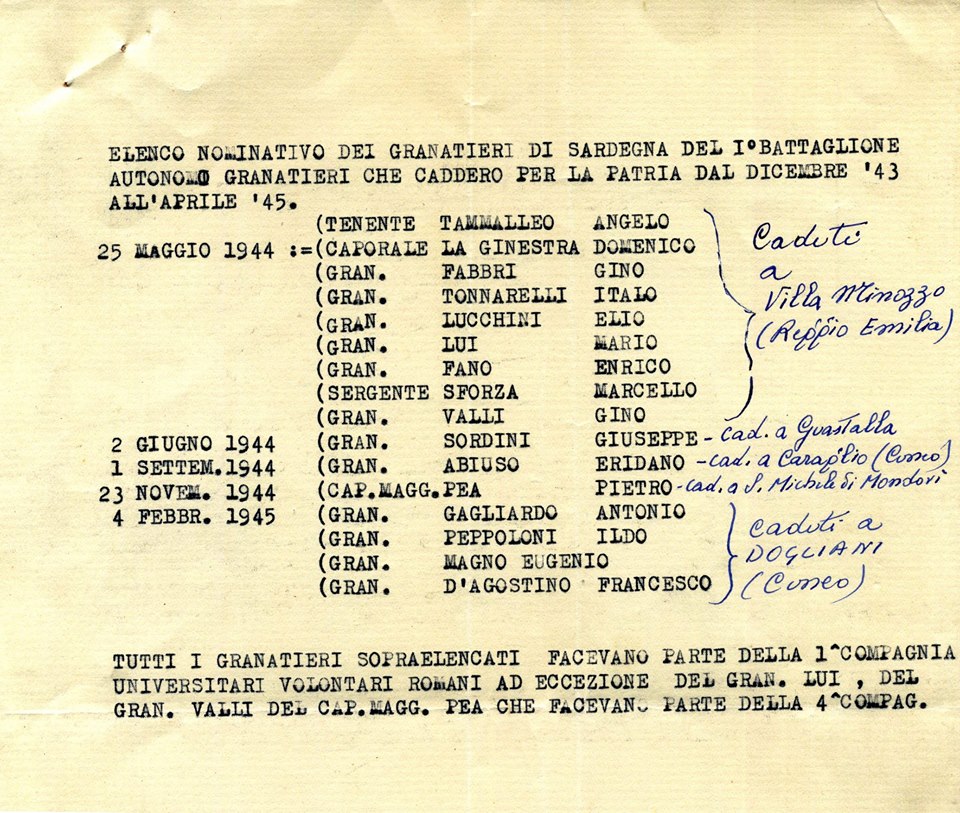 ELENCO NOMINATIVO DEI GRANATIERI DI SARDEGNA DEL I°BATTAGLIONE
AUTONOMO GRANATIERI CHE CADDERO PER LA PATRIA DAL DICEMBRE '43
ALL'APRILE '45.
(TENENTE TAMMALLEO ANGELO
25 MAGGIO 1944 :=(CAPORALE LA GINESTRA DOMENICO
(GRAN. FABBRI GINO
(GRAN. TONNARELLI ITALO
(GRAN. LUCCHINI ELIO
(GRAN. LUI MARIO
(GRAN. FANO ENRICO
(SERGENTE SFORZA MARCELLO
(GRAN. VALLI GINO
Caduti
a
Villa Minozzo
(Reggio Emilia)
2 GIUGNO 1944 (GRAN. SORDINI GIUSEPPE - cad. a Guastalla
1 SETTEM.1944 (GRAN. ABIUSO ERIDANO - cad. a Caraglio (Cuneo)
23 NOVEM. 1944 (CAP.MAGG.PEA PIETRO - cad. a S. Michele di Mondovì
4 FEBBR. 1945 (GRAN. GAGLIARDO ANTONIO
(GRAN. PEPPOLONI ILDO
(GRAN. MAGNO EUGENIO
(GRAN. D'AGOSTINO FRANCESCO
Caduti a
DOGLIANI
(Cuneo)
TUTTI I GRANATIERI SOPRAELENCATI FACEVANO PARTE DELLA 1^COMPAGNIA
UNIVERSITARI VOLONTARI ROMANI AD ECCEZIONE DEL GRAN. LUI , DEL
GRAN. VALLI DEL CAP.MAGG. PEA CHE FACEVANO PARTE DELLA 4^COMPAG.